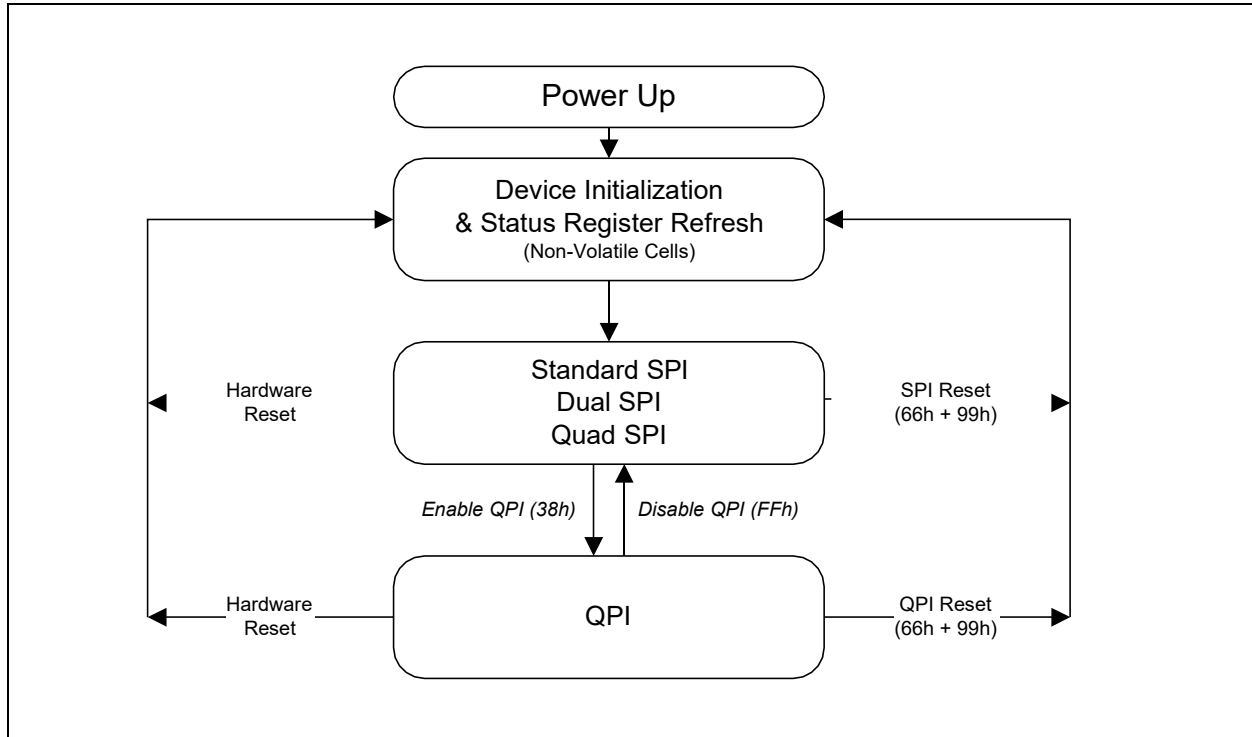 Power Up
Device Initialization
& Status Register Refresh
(Non-Volatile Cells)
Standard SPI
Dual SPI
Quad SPI
Hardware
Reset
SPI Reset
(66h + 99h)
Enable QPI (38h)
Disable QPI (FFh)
Hardware
Reset
QPI
QPI Reset
(66h + 99h)